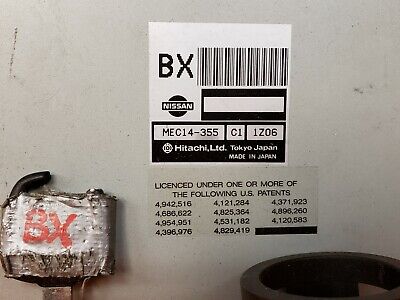 BX
NISSAN
MEC14-355 C1 1Z06
Hitachi, Ltd. Tokyo Japan
MADE IN JAPAN
LICENCED UNDER ONE OR MORE OF
THE FOLLOWING U.S. PATENTS
4,942,516 4,121,284 4,371,923
4,686,622 4,825,364 4,896,260
4,954,951 4,531,182 4,120,583
4,396,976 4,829,419
BX